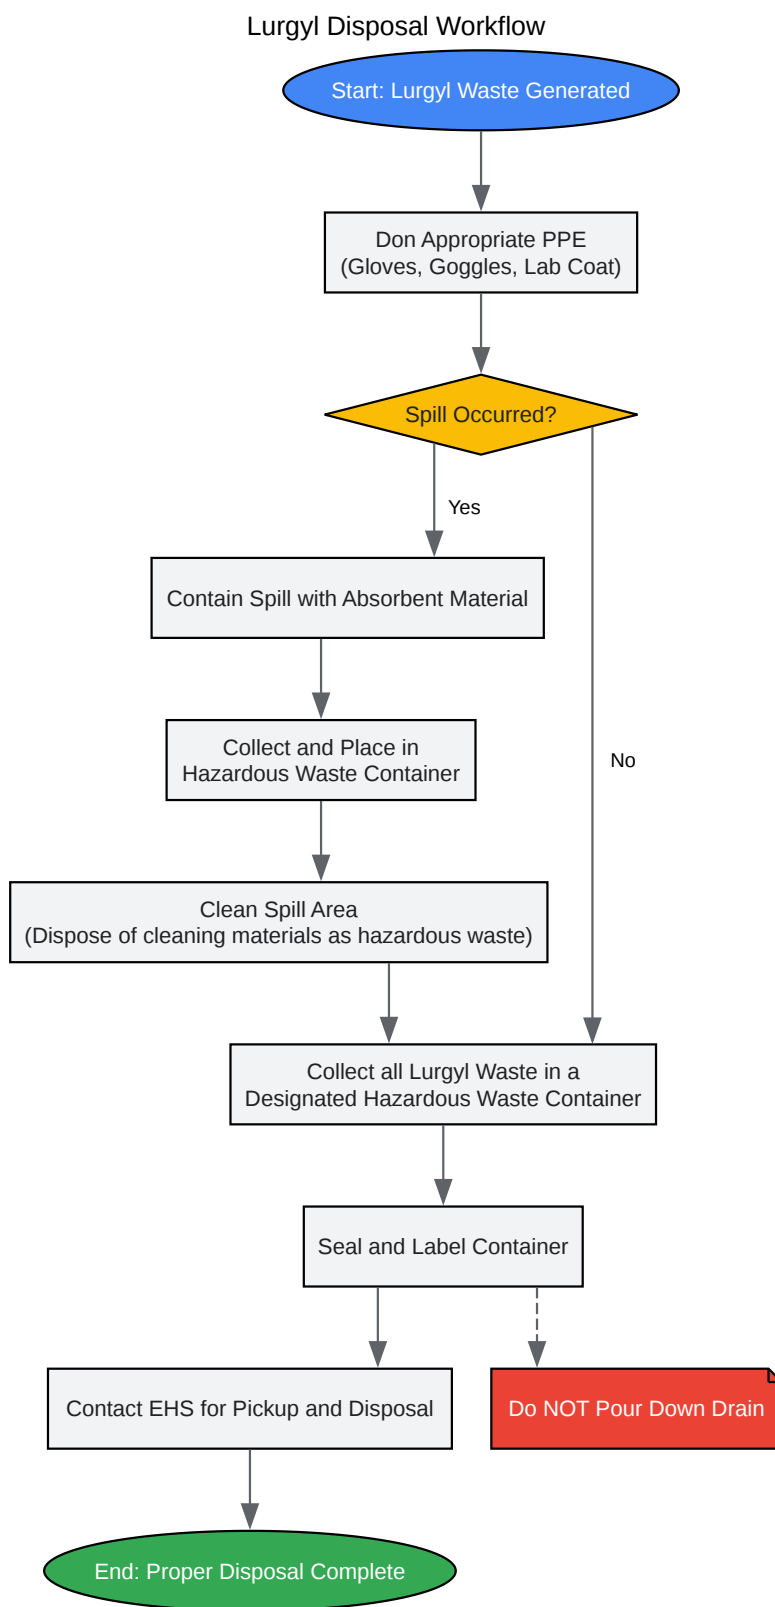 Lurgyl Disposal Workflow
Start: Lurgyl Waste Generated
Don Appropriate PPE
(Gloves, Goggles, Lab Coat)
Spill Occurred?
Yes
Contain Spill with Absorbent Material
Collect and Place in
Hazardous Waste Container
No
Clean Spill Area
(Dispose of cleaning materials as hazardous waste)
Collect all Lurgyl Waste in a
Designated Hazardous Waste Container
Seal and Label Container
Contact EHS for Pickup and Disposal
Do NOT Pour Down Drain
End: Proper Disposal Complete